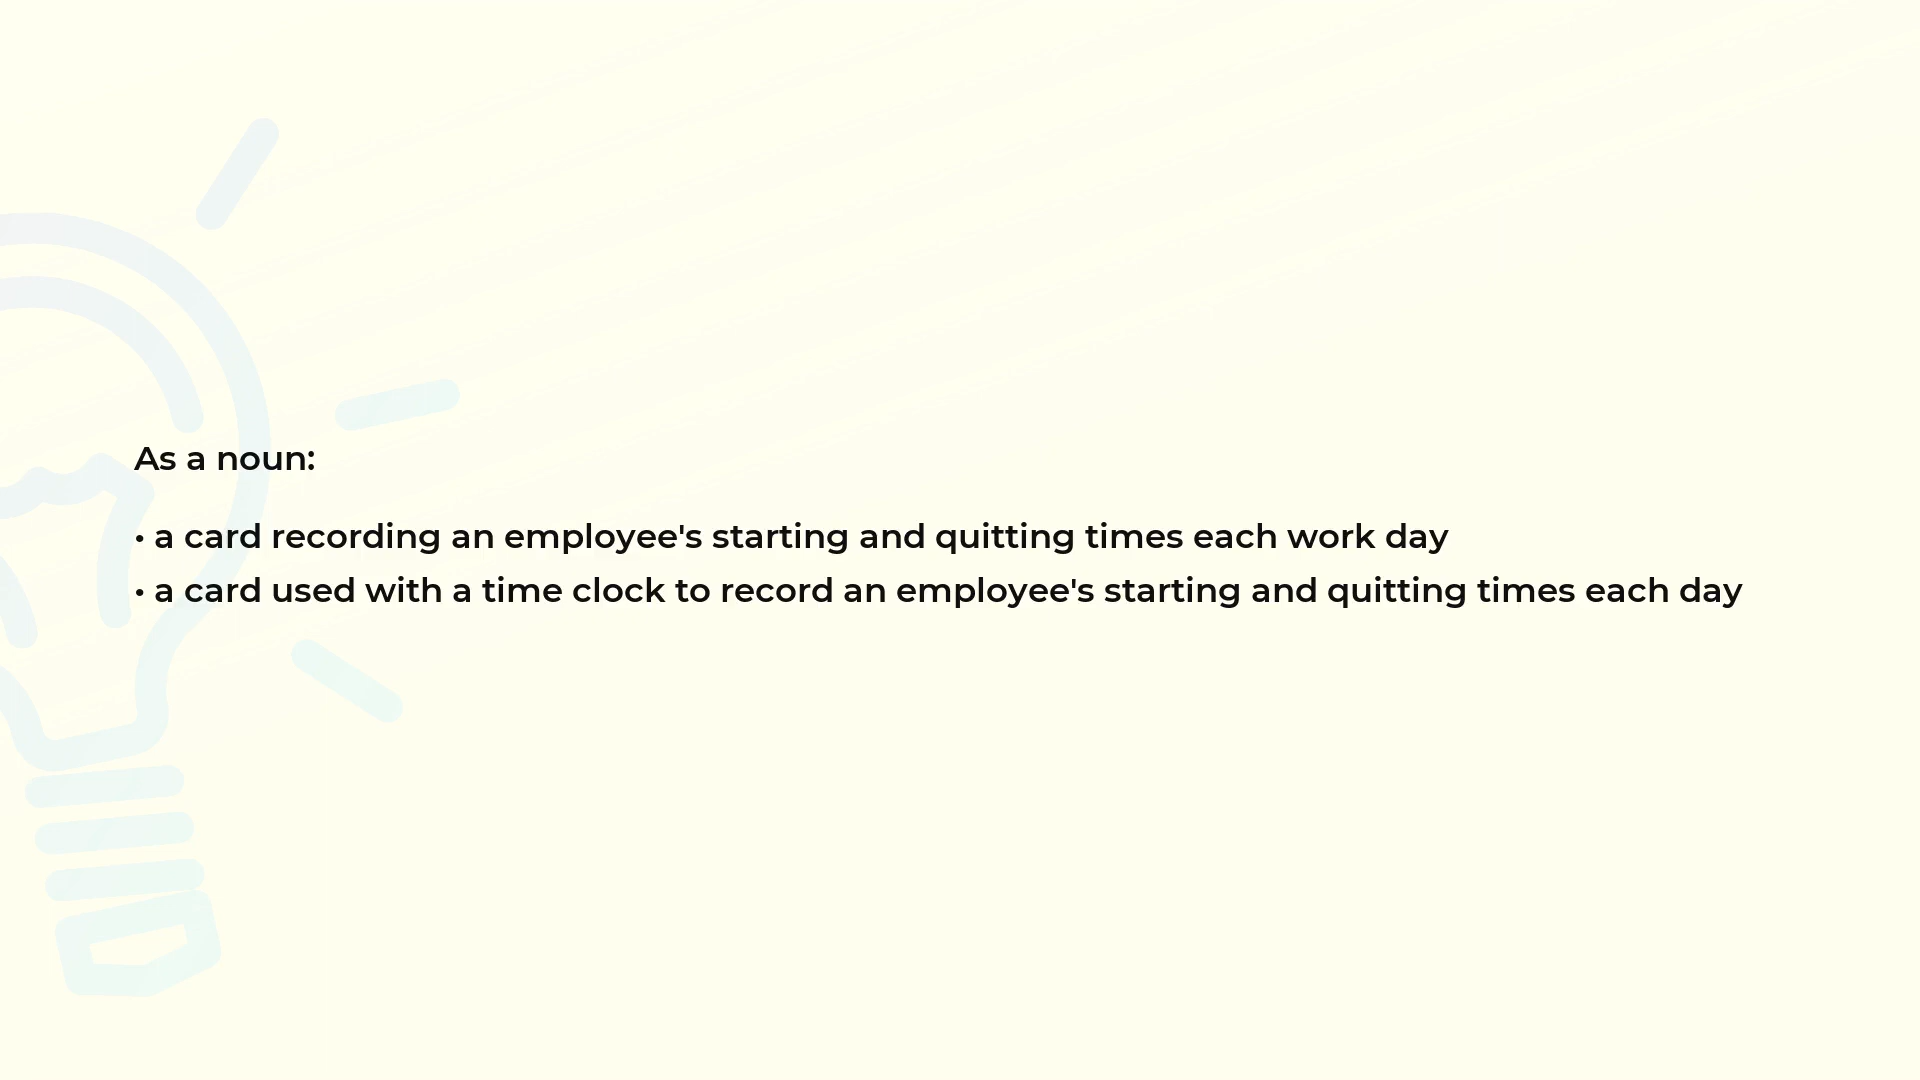 As a noun:
• a card recording an employee's starting and quitting times each work day
• a card used with a time clock to record an employee's starting and quitting times each day